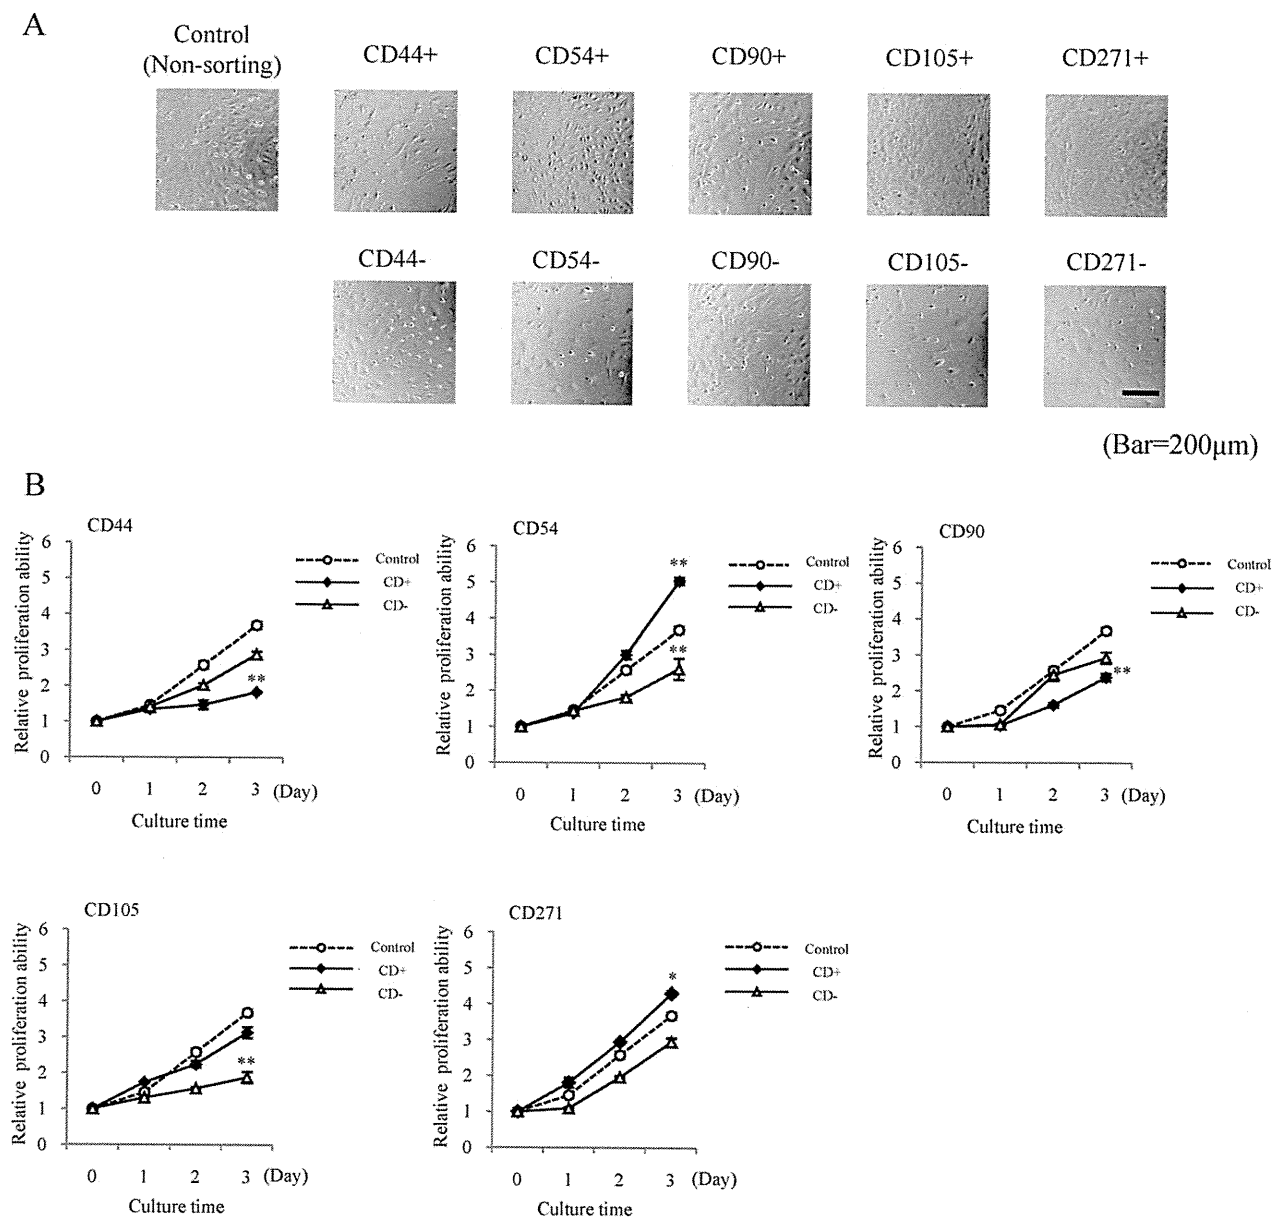 A
Control
(Non-sorting)
CD44+
CD54+
CD90+
CD105+
CD271+
CD44-
CD54-
CD90-
CD105-
CD271-
(Bar=200μm)
B
CD44
Relative proliferation ability
6
5
4
3
2
1
0
**
Control
CD+
CD-
0 1 2 3 (Day)
Culture time
CD54
Relative proliferation ability
6
5
4
3
2
1
0
**
**
Control
CD+
CD-
0 1 2 3 (Day)
Culture time
CD90
Relative proliferation ability
6
5
4
3
2
1
0
**
Control
CD+
CD-
0 1 2 3 (Day)
Culture time
CD105
Relative proliferation ability
6
5
4
3
2
1
0
**
Control
CD+
CD-
0 1 2 3 (Day)
Culture time
CD271
Relative proliferation ability
6
5
4
3
2
1
0
*
Control
CD+
CD-
0 1 2 3 (Day)
Culture time